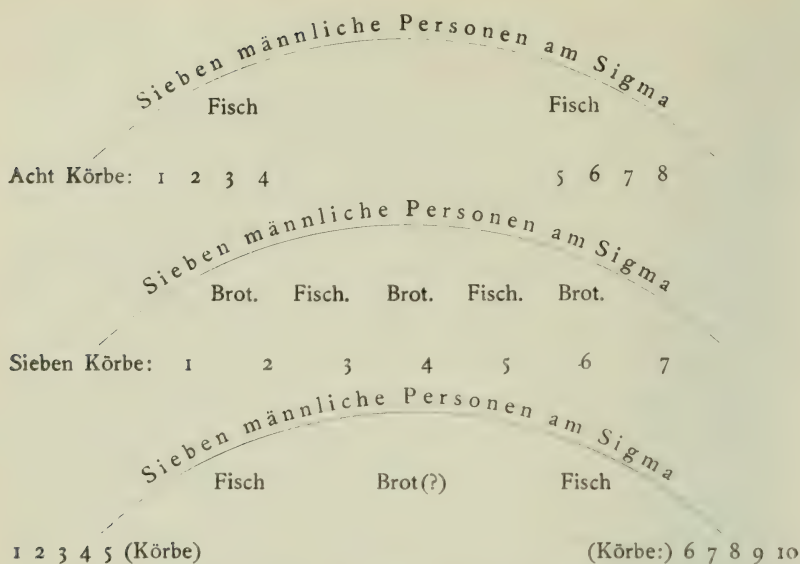 Sieben männliche Personen am Sigma
Fisch Fisch
Acht Körbe: 1 2 3 4 5 6 7 8
Sieben männliche Personen am Sigma
Brot. Fisch. Brot. Fisch. Brot.
Sieben Körbe: 1 2 3 4 5 6 7
Sieben männliche Personen am Sigma
Fisch Brot(?) Fisch
1 2 3 4 5 (Körbe) (Körbe:) 6 7 8 9 10